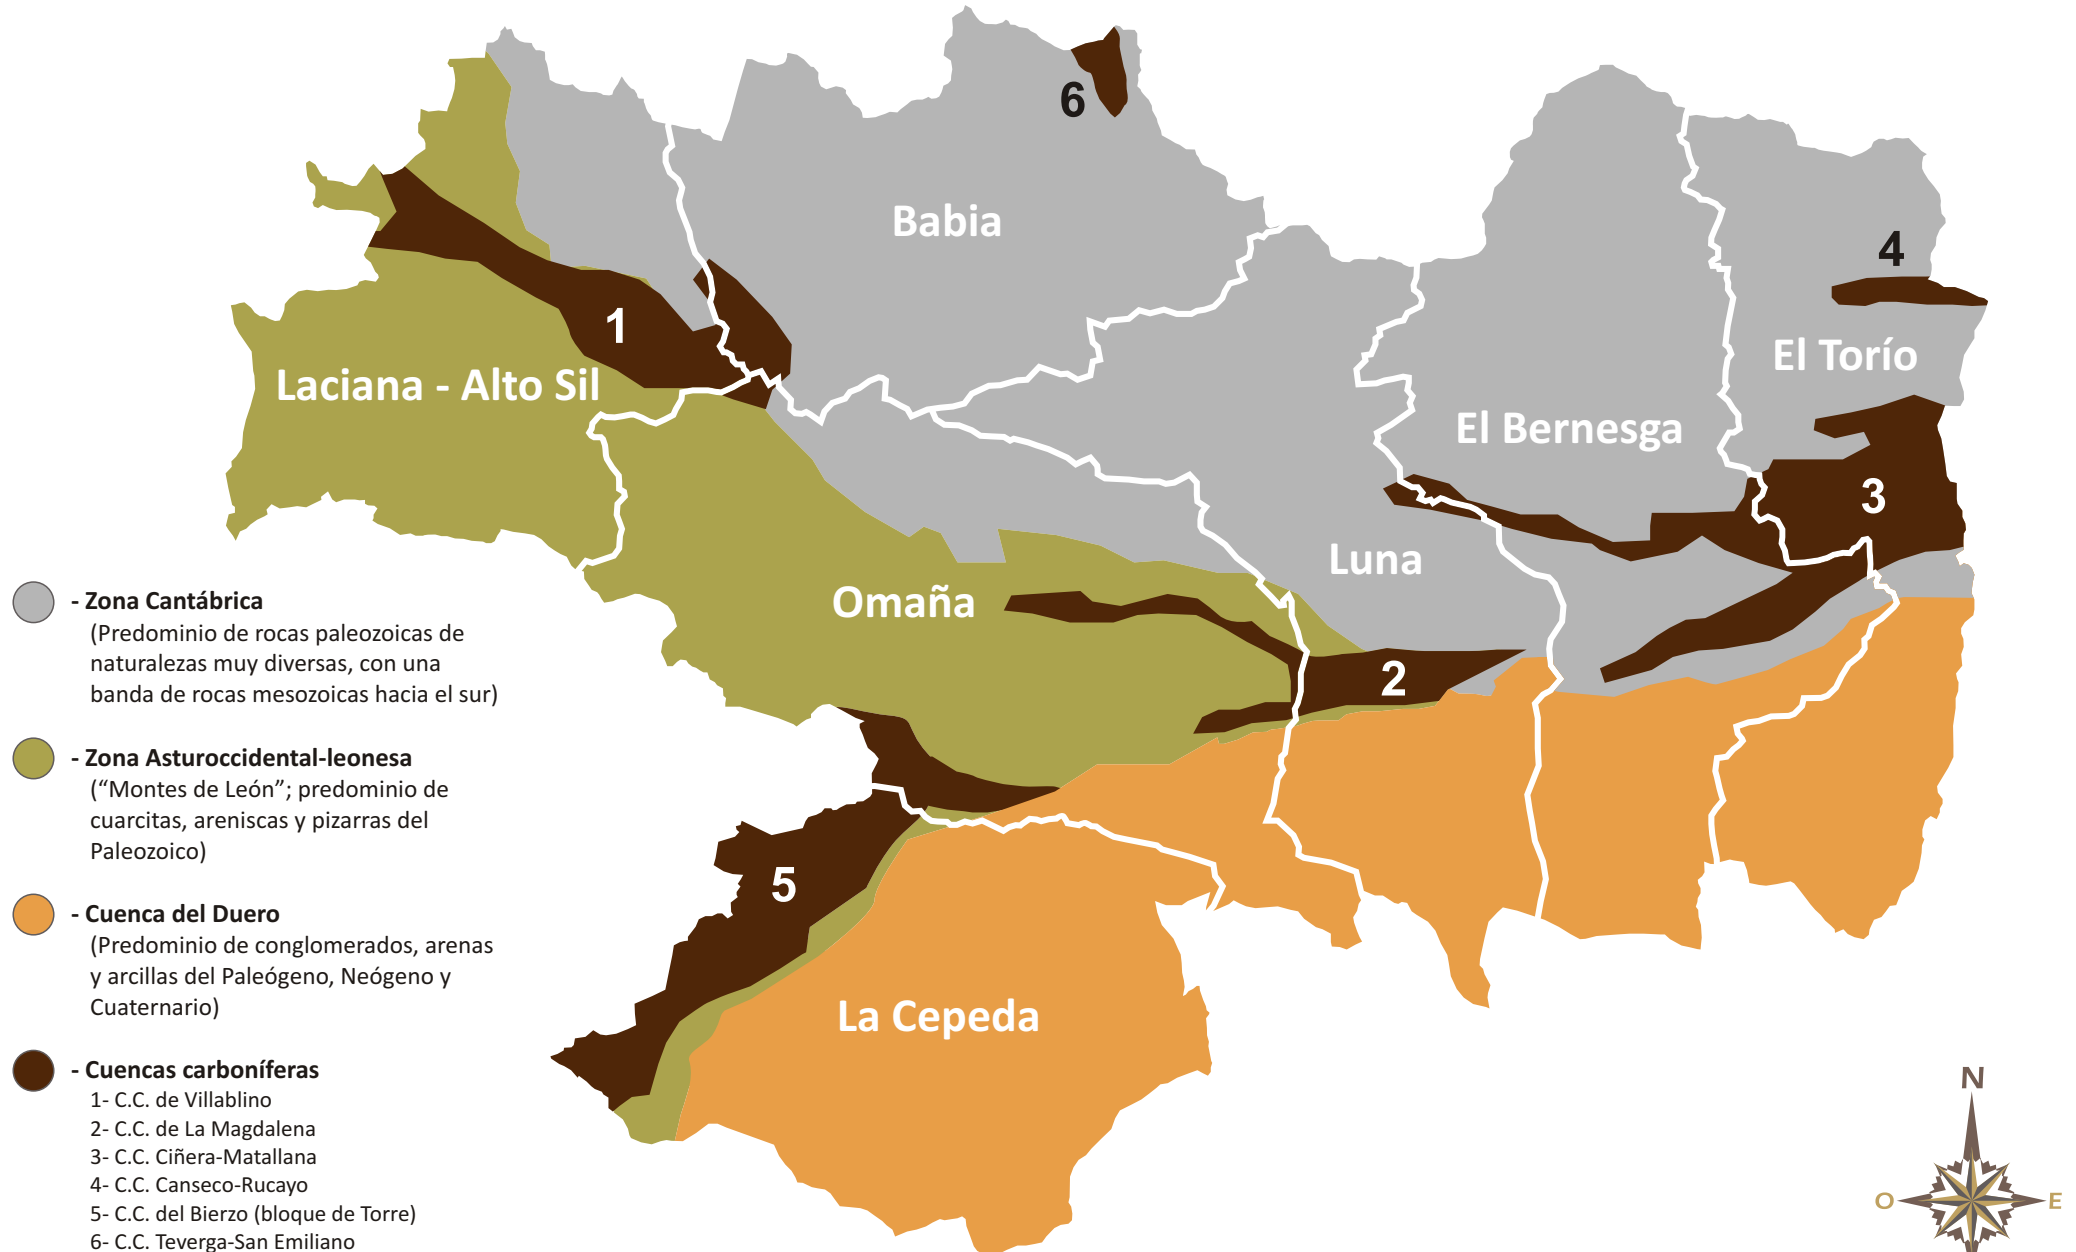 6
Babia
4
1
El Torío
Laciana - Alto Sil
El Bernesga
3
Luna
Omaña
2
5
La Cepeda
- Zona Cantábrica
(Predominio de rocas paleozoicas de
naturalezas muy diversas, con una
banda de rocas mesozoicas hacia el sur)
- Zona Asturoccidental-leonesa
(“Montes de León”; predominio de
cuarcitas, areniscas y pizarras del
Paleozoico)
- Cuenca del Duero
(Predominio de conglomerados, arenas
y arcillas del Paleógeno, Neógeno y
Cuaternario)
- Cuencas carboníferas
1- C.C. de Villablino
2- C.C. de La Magdalena
3- C.C. Ciñera-Matallana
4- C.C. Canseco-Rucayo
5- C.C. del Bierzo (bloque de Torre)
6- C.C. Teverga-San Emiliano
N
O
E